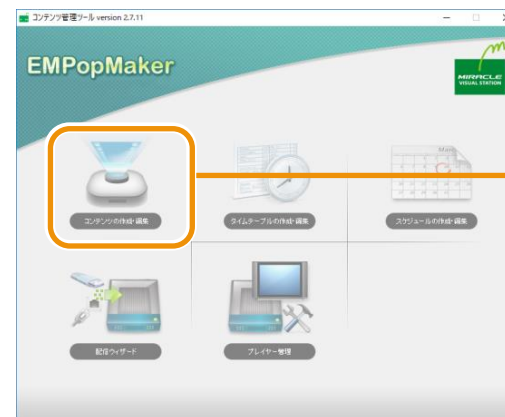 コンテンツ管理ツール version 2.7.11
EMPopMaker
m
MIRACLE
VISUAL STATION
コンテンツの作成・編集
タイムテーブルの作成・編集
スケジュールの作成・編集
配信ウィザード
プレイヤー管理